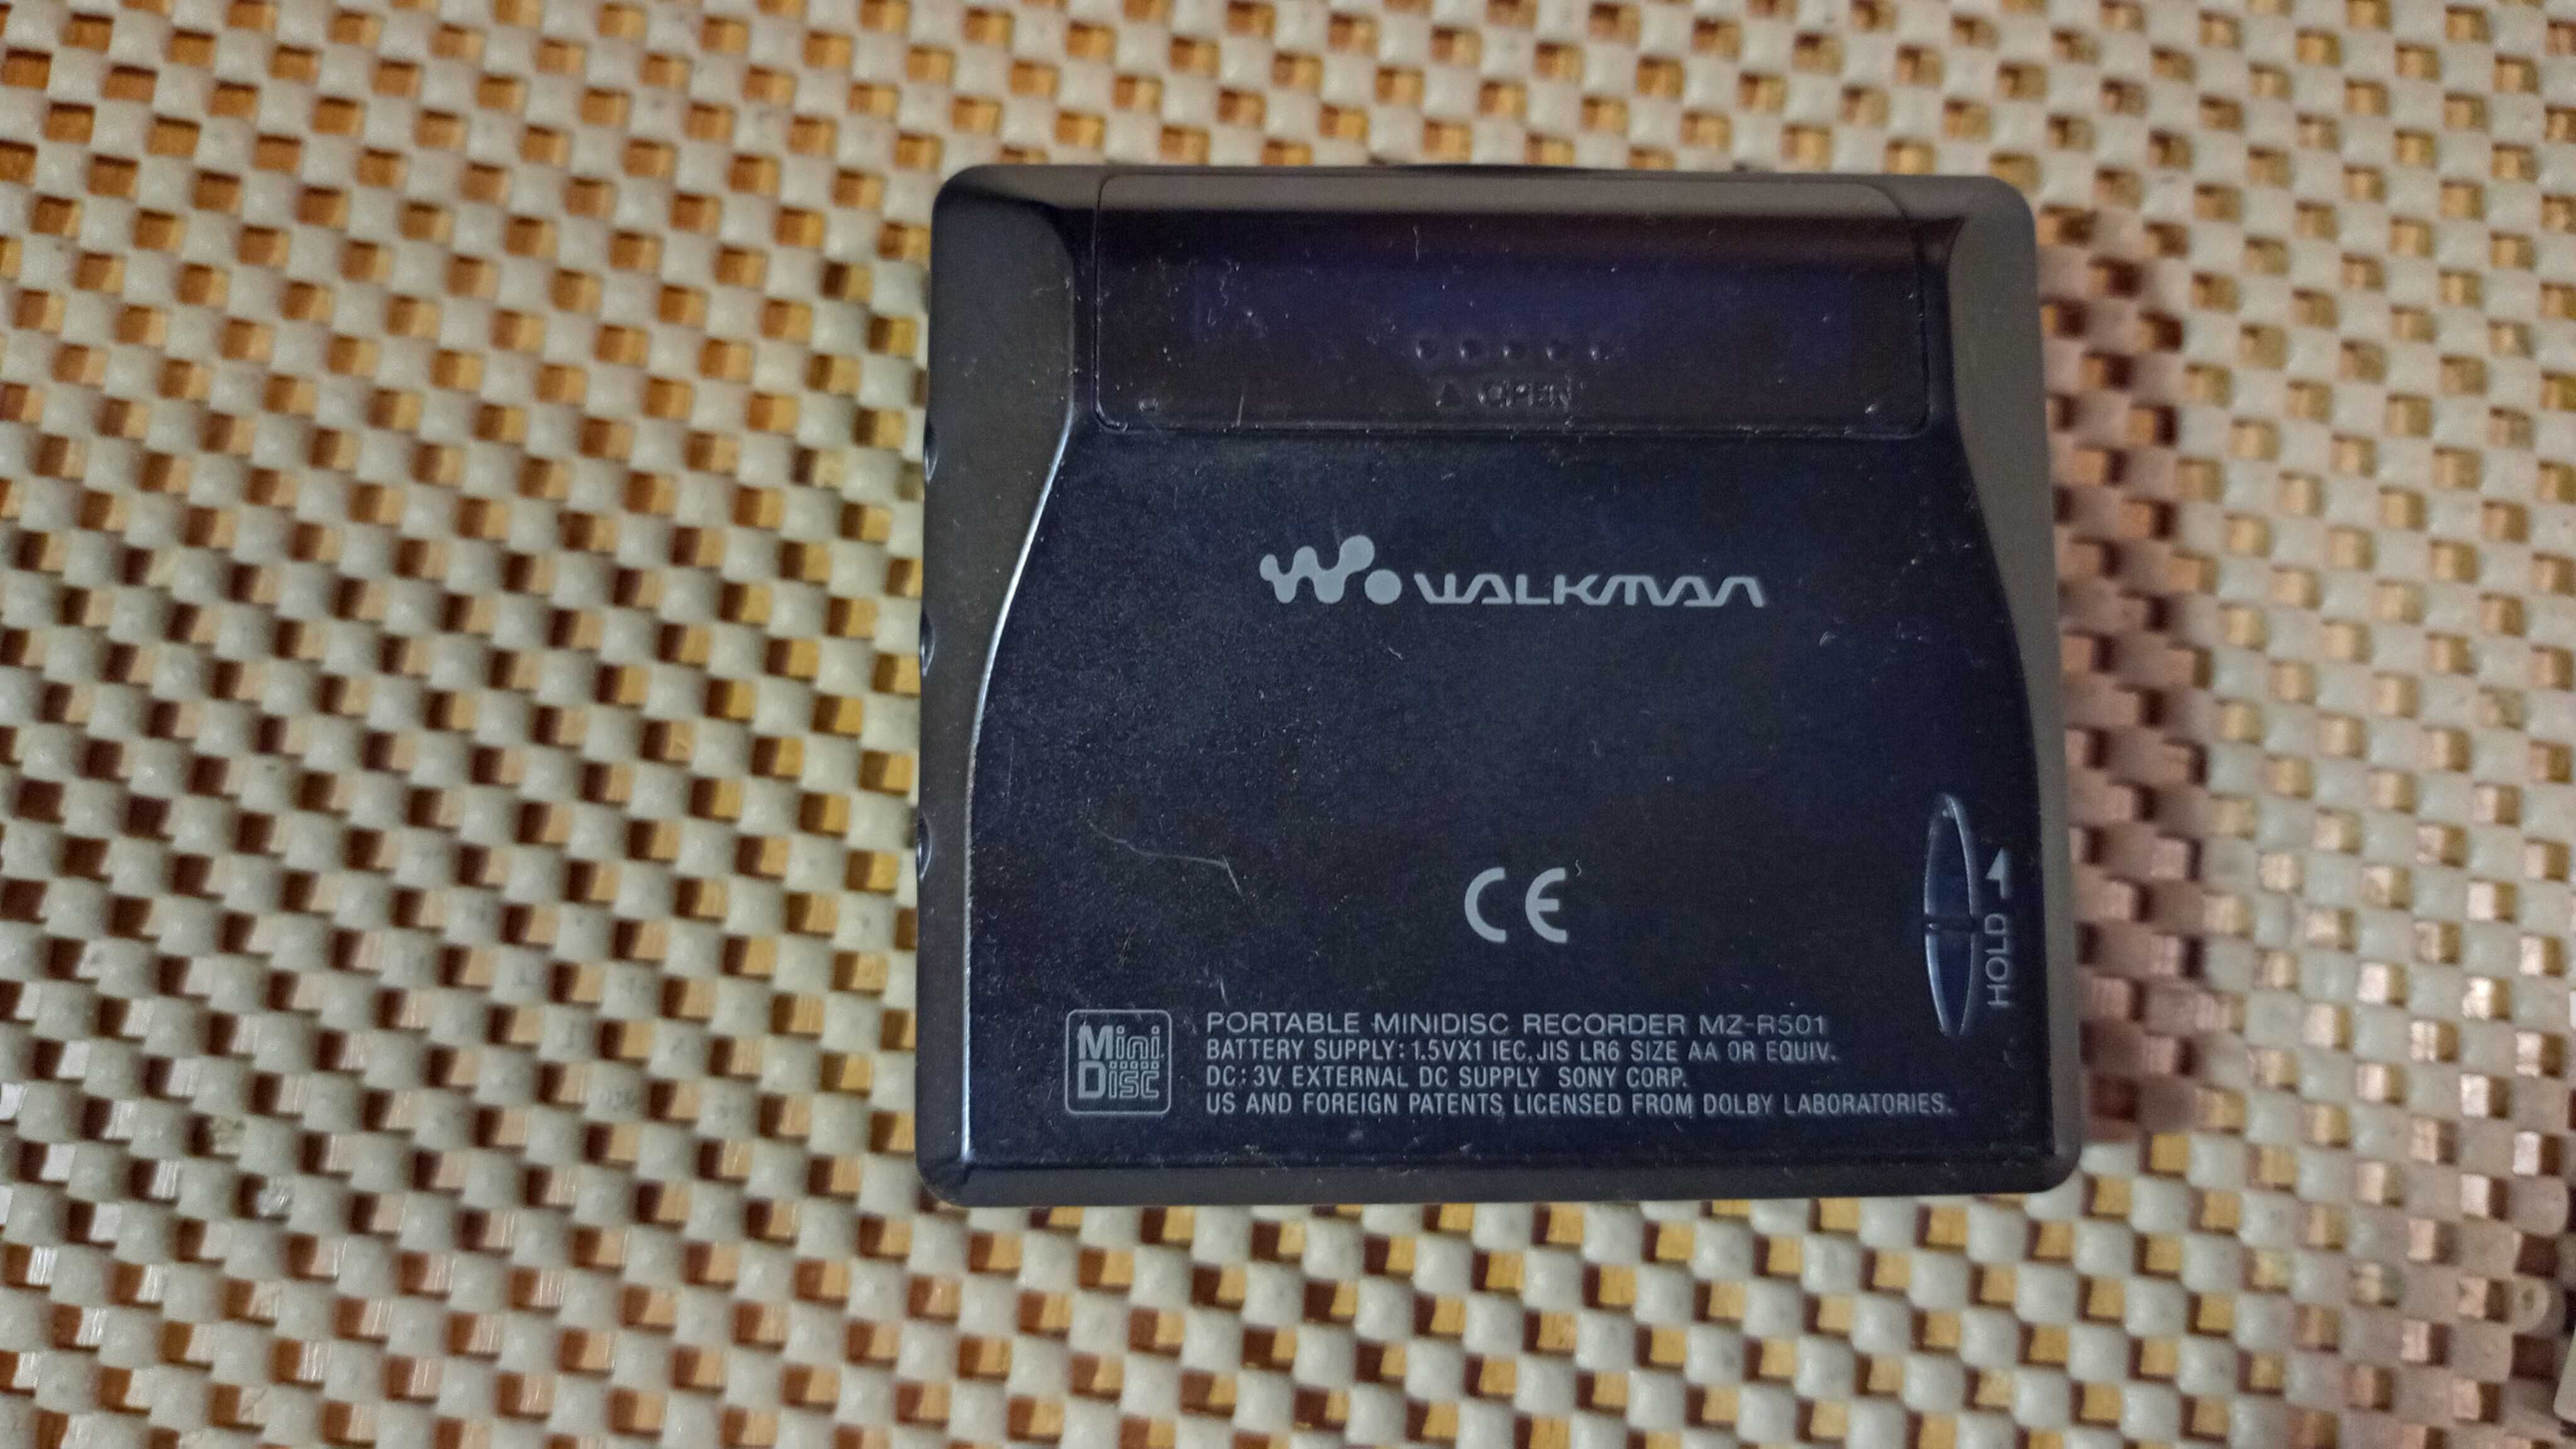 ▲ OPEN
WALKMAN
CE
HOLD
Mini
Disc
PORTABLE MINIDISC RECORDER MZ-R501
BATTERY SUPPLY: 1.5VX1 IEC, JIS LR6 SIZE AA OR EQUIV.
DC: 3V EXTERNAL DC SUPPLY SONY CORP.
US AND FOREIGN PATENTS LICENSED FROM DOLBY LABORATORIES.